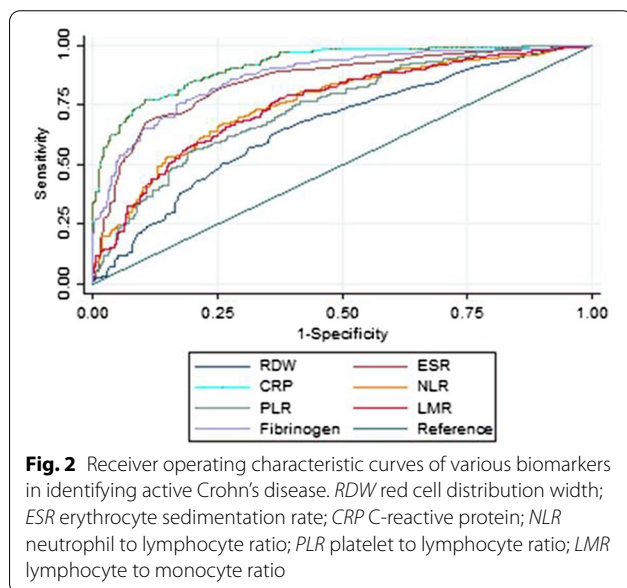 1.00
0.75
0.50
0.25
0.00
Sensitivity
0.00 0.25 0.50 0.75 1.00
1-Specificity
RDW ESR
CRP NLR
PLR LMR
Fibrinogen Reference
Fig. 2 Receiver operating characteristic curves of various biomarkers
in identifying active Crohn’s disease. RDW red cell distribution width;
ESR erythrocyte sedimentation rate; CRP C-reactive protein; NLR
neutrophil to lymphocyte ratio; PLR platelet to lymphocyte ratio; LMR
lymphocyte to monocyte ratio